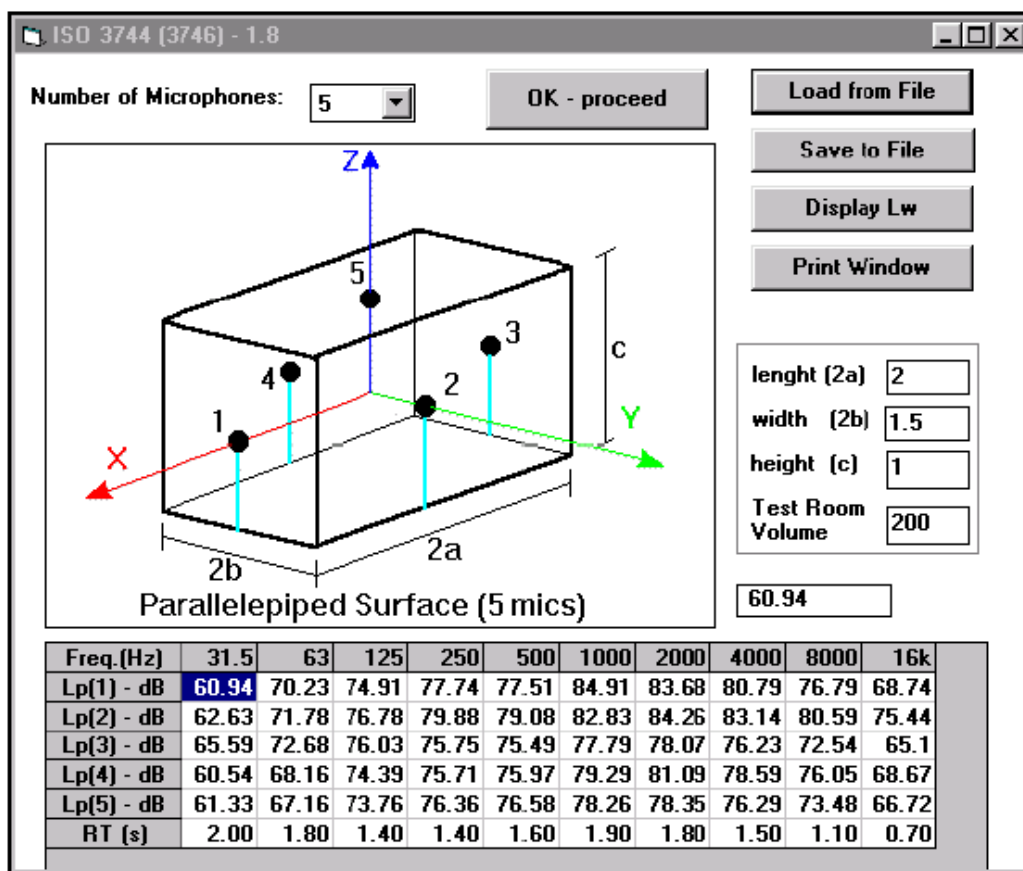 ISO 3744 (3746) - 1.8
Number of Microphones: 5 OK - proceed Load from File
Save to File
Display Lw
Print Window
Z
5
3
4
c
2
1
Y
X
2a
2b
Parallelepiped Surface (5 mics)
lenght (2a) 2
width (2b) 1.5
height (c) 1
Test Room
Volume 200
60.94
Freq.(Hz) 31.5 63 125 250 500 1000 2000 4000 8000 16k
Lp(1) - dB 60.94 70.23 74.91 77.74 77.51 84.91 83.68 80.79 76.79 68.74
Lp(2) - dB 62.63 71.78 76.78 79.88 79.08 82.83 84.26 83.14 80.59 75.44
Lp(3) - dB 65.59 72.68 76.03 75.75 75.49 77.79 78.07 76.23 72.54 65.1
Lp(4) - dB 60.54 68.16 74.39 75.71 75.97 79.29 81.09 78.59 76.05 68.67
Lp(5) - dB 61.33 67.16 73.76 76.36 76.58 78.26 78.35 76.29 73.48 66.72
RT (s) 2.00 1.80 1.40 1.40 1.60 1.90 1.80 1.50 1.10 0.70